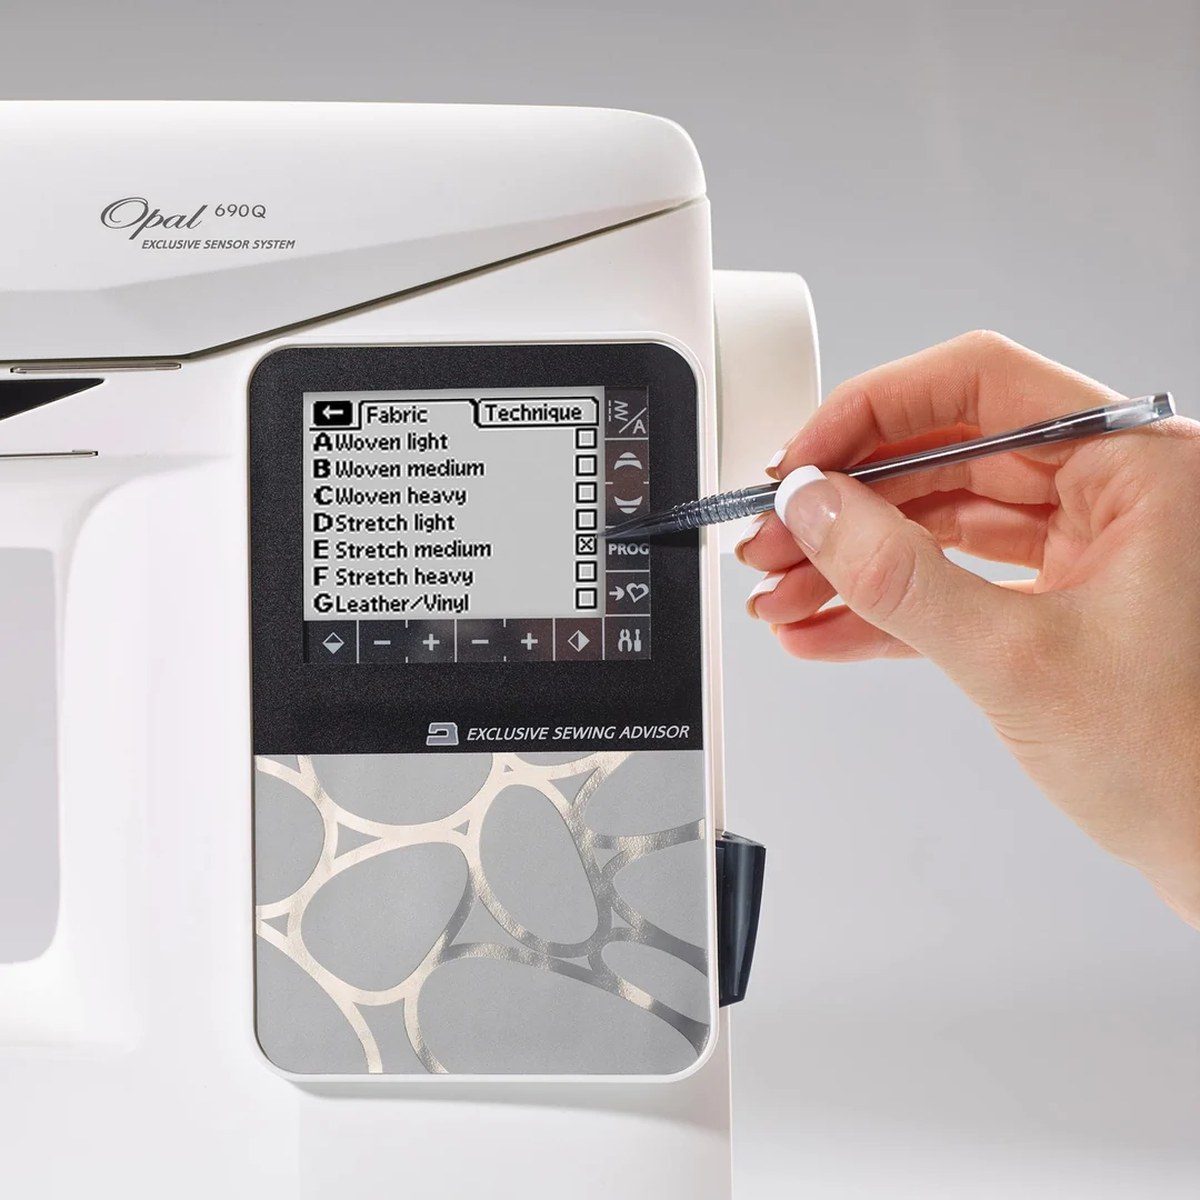 Opal 690Q
EXCLUSIVE SENSOR SYSTEM
Fabric Technique
A Woven light
B Woven medium
C Woven heavy
D Stretch light
E Stretch medium
F Stretch heavy
G Leather/Vinyl
/A
PROG
- + - +
EXCLUSIVE SEWING ADVISOR